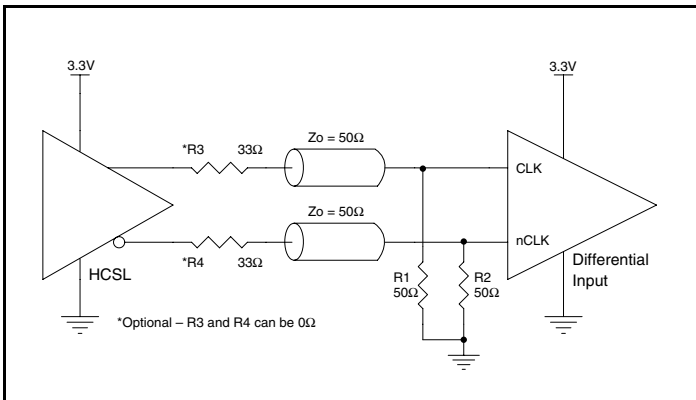 3.3V
3.3V
*R3
33Ω
Zo = 50Ω
CLK
Zo = 50Ω
nCLK
*R4
33Ω
HCSL
R1
50Ω
R2
50Ω
Differential
Input
*Optional – R3 and R4 can be 0Ω